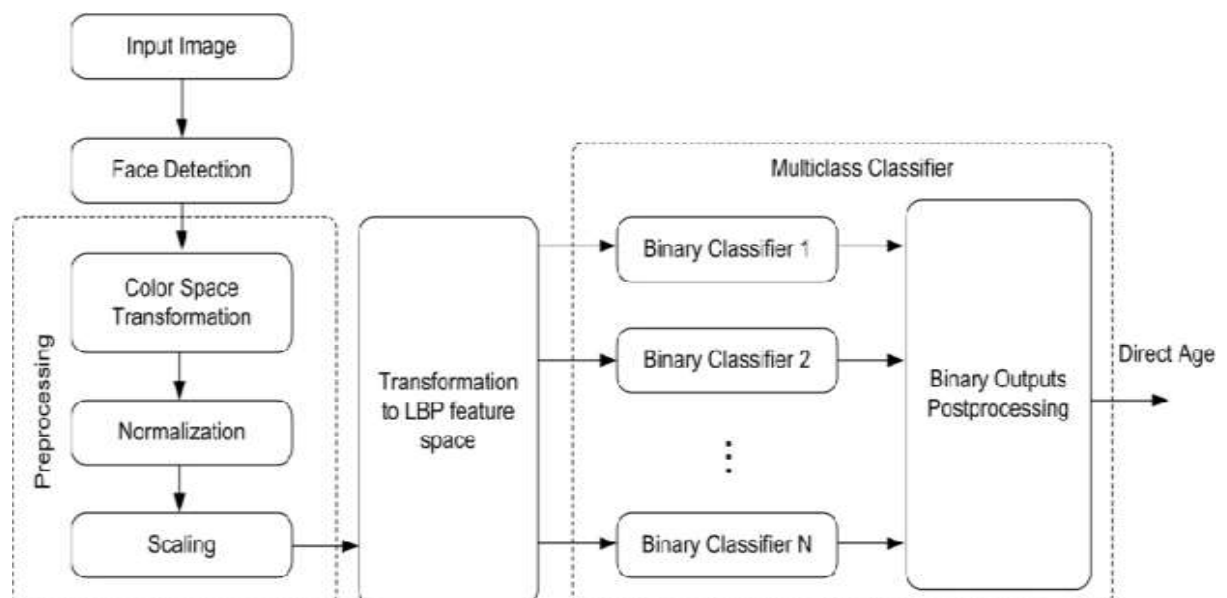 Input Image
Face Detection
Preprocessing
Color Space
Transformation
Normalization
Scaling
Transformation
to LBP feature
space
Multiclass Classifier
Binary Classifier 1
Binary Classifier 2
⋮
Binary Classifier N
Binary Outputs
Postprocessing
Direct Age